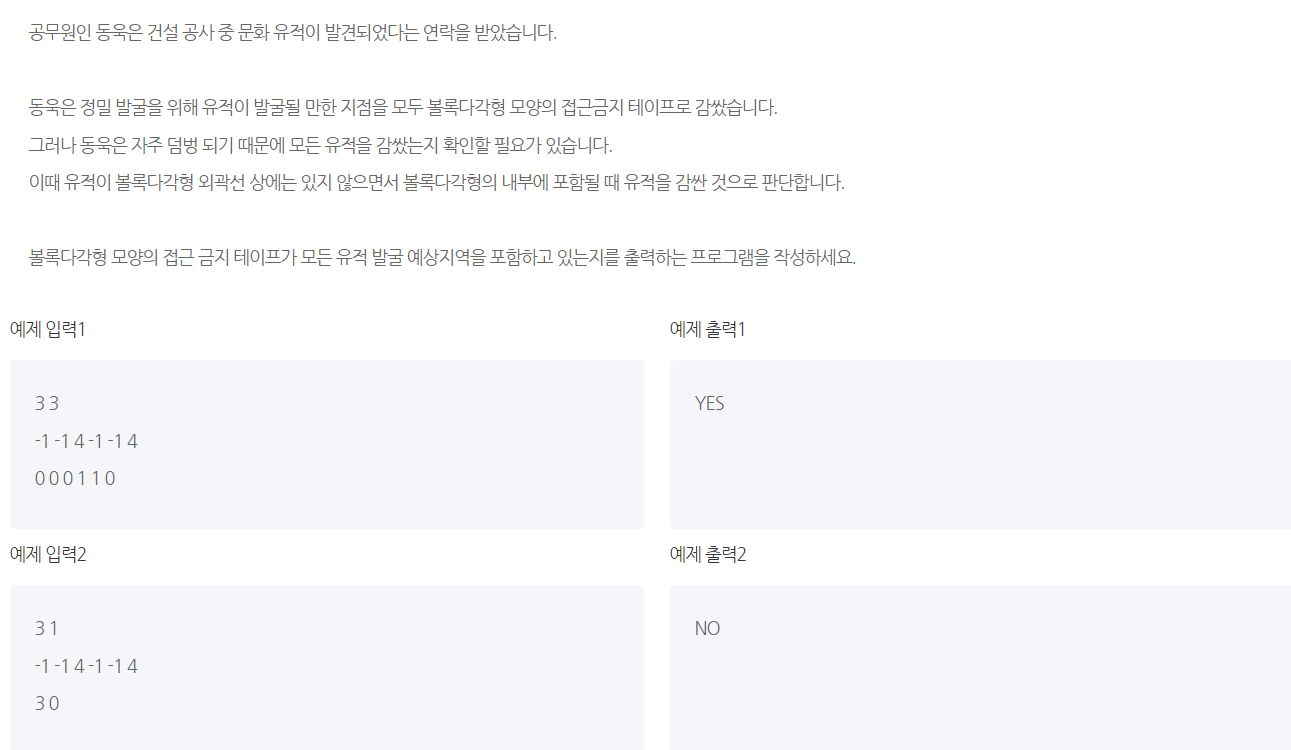 공무원인 동욱은 건설 공사 중 문화 유적이 발견되었다는 연락을 받았습니다.
동욱은 정밀 발굴을 위해 유적이 발굴될 만한 지점을 모두 볼록다각형 모양의 접근금지 테이프로 감쌌습니다.
그러나 동욱은 자주 덤벙 되기 때문에 모든 유적을 감쌌는지 확인할 필요가 있습니다.
이때 유적이 볼록다각형 외곽선 상에는 있지 않으면서 볼록다각형의 내부에 포함될 때 유적을 감싼 것으로 판단합니다.
볼록다각형 모양의 접근 금지 테이프가 모든 유적 발굴 예상지역을 포함하고 있는지를 출력하는 프로그램을 작성하세요.
예제 입력1
3 3
-1 -1 4 -1 -1 4
0 0 0 1 1 0
예제 출력1
YES
예제 입력2
3 1
-1 -1 4 -1 -1 4
3 0
예제 출력2
NO